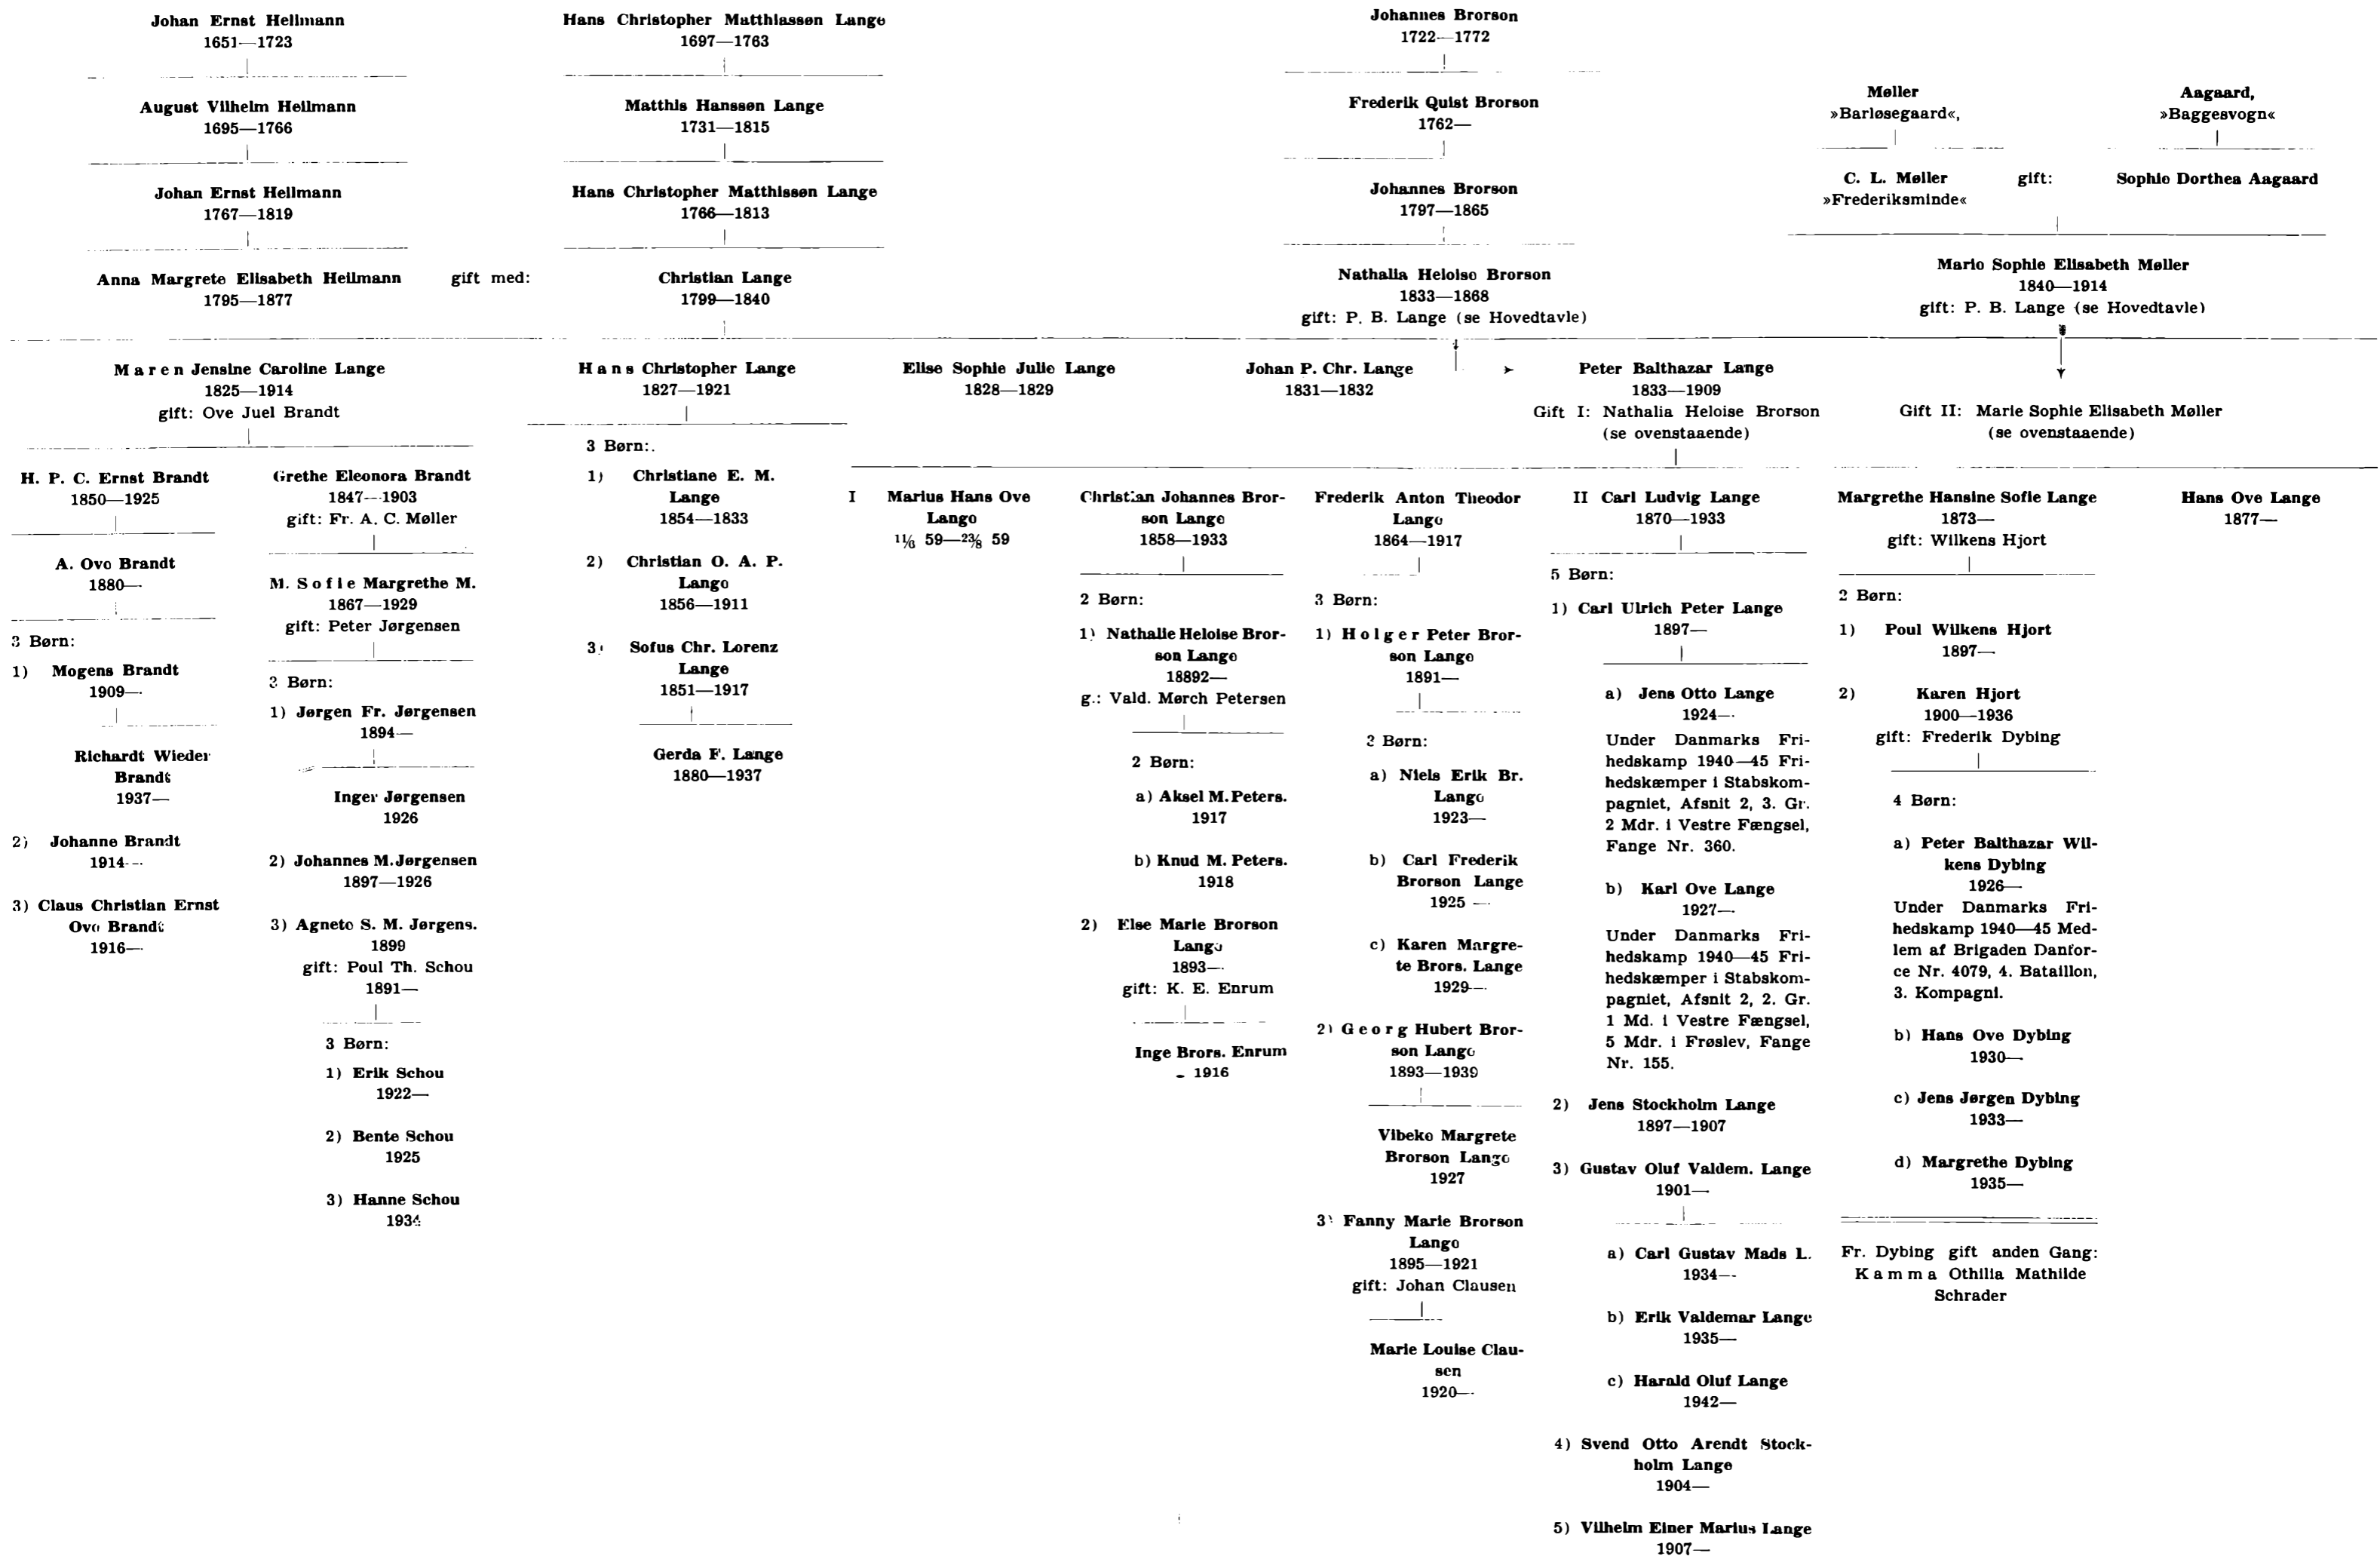 Johan Ernst Heilmann
1651—1723
August Vilhelm Heilmann
1695—1766
Johan Ernst Heilmann
1767—1819
Anna Margrete Elisabeth Heilmann
1795—1877
gift med:
Hans Christopher Matthiassøn Lange
1697—1763
Matthis Hanssøn Lange
1731—1815
Hans Christopher Matthissøn Lange
1766—1813
Christian Lange
1799—1840
Johannes Brorson
1722—1772
Frederik Quist Brorson
1762—
Johannes Brorson
1797—1865
Nathalia Heloise Brorson
1833—1868
gift: P. B. Lange (se Hovedtavle)
Møller
»Barløsegaard«,
Aagaard,
»Baggesvogn«
C. L. Møller
»Frederiksminde«
gift:
Sophie Dorthea Aagaard
Marie Sophie Elisabeth Møller
1840—1914
gift: P. B. Lange (se Hovedtavle)
Maren Jensine Caroline Lange
1825—1914
gift: Ove Juel Brandt
Hans Christopher Lange
1827—1921
Elise Sophie Julie Lange
1828—1829
Johan P. Chr. Lange
1831—1832
Peter Balthazar Lange
1833—1909
Gift I: Nathalia Heloise Brorson
(se ovenstaaende)
Gift II: Marie Sophie Elisabeth Møller
(se ovenstaaende)
H. P. C. Ernst Brandt
1850—1925
A. Ove Brandt
1880—
3 Børn:
1) Mogens Brandt
1909—
Richardt Wieder
Brandt
1937—
2) Johanne Brandt
1914—
3) Claus Christian Ernst
Ove Brandt
1916—
Grethe Eleonora Brandt
1847—1903
gift: Fr. A. C. Møller
M. Sofie Margrethe M.
1867—1929
gift: Peter Jørgensen
3 Børn:
1) Jørgen Fr. Jørgensen
1894—
Inger Jørgensen
1926
2) Johannes M. Jørgensen
1897—1926
3) Agnete S. M. Jørgens.
1899
gift: Poul Th. Schou
1891—
3 Børn:
1) Erik Schou
1922—
2) Bente Schou
1925
3) Hanne Schou
1934
3 Børn:
1) Christiane E. M.
Lange
1854—1833
2) Christian O. A. P.
Lange
1856—1911
3) Sofus Chr. Lorenz
Lange
1851—1917
Gerda F. Lange
1880—1937
I Marius Hans Ove
Lange
59— 59
Christian Johannes Bror-
son Lange
1858—1933
2 Børn:
1) Nathalie Heloise Bror-
son Lange
18892—
g.: Vald. Mørch Petersen
2 Børn:
a) Aksel M. Peters.
1917
b) Knud M. Peters.
1918
2) Else Marie Brorson
Lange
1893—
gift: K. E. Enrum
Inge Brors. Enrum
1916
Frederik Anton Theodor
Lange
1864—1917
3 Børn:
1) Holger Peter Bror-
son Lange
1891—
3 Børn:
a) Niels Erik Br.
Lange
1923—
b) Carl Frederik
Brorson Lange
1925 —
c) Karen Margre-
te Brors. Lange
1929—
2) Georg Hubert Bror-
son Lange
1893—1939
Vibeke Margrete
Brorson Lange
1927
3) Fanny Marie Brorson
Lange
1895—1921
gift: Johan Clausen
Marie Louise Clau-
sen
1920—
II Carl Ludvig Lange
1870—1933
5 Børn:
1) Carl Ulrich Peter Lange
1897—
a) Jens Otto Lange
1924—
Under Danmarks Fri-
hedskamp 1940—45 Fri-
hedskæmper i Stabskom-
pagniet, Afsnit 2, 3. Gr.
2 Mdr. i Vestre Fængsel,
Fange Nr. 360.
b) Karl Ove Lange
1927—
Under Danmarks Fri-
hedskamp 1940—45 Fri-
hedskæmper i Stabskom-
pagniet, Afsnit 2, 2. Gr.
1 Md. i Vestre Fængsel,
5 Mdr. i Frøslev, Fange
Nr. 155.
2) Jens Stockholm Lange
1897—1907
3) Gustav Oluf Valdem. Lange
1901—
a) Carl Gustav Mads L.
1934—
b) Erik Valdemar Lange
1935—
c) Harald Oluf Lange
1942—
4) Svend Otto Arendt Stock-
holm Lange
1904—
5) Vilhelm Einer Marius Lange
1907—
Margrethe Hansine Sofie Lange
1873—
gift: Wilkens Hjort
2 Børn:
1) Poul Wilkens Hjort
1897—
2) Karen Hjort
1900—1936
gift: Frederik Dybing
4 Børn:
a) Peter Balthazar Wil-
kens Dybing
1926—
Under Danmarks Fri-
hedskamp 1940—45 Med-
lem af Brigaden Danfor-
ce Nr. 4079, 4. Bataillon,
3. Kompagni.
b) Hans Ove Dybing
1930—
c) Jens Jørgen Dybing
1933—
d) Margrethe Dybing
1935—
Fr. Dybing gift anden Gang:
Kamma Othilia Mathilde
Schrader
Hans Ove Lange
1877—